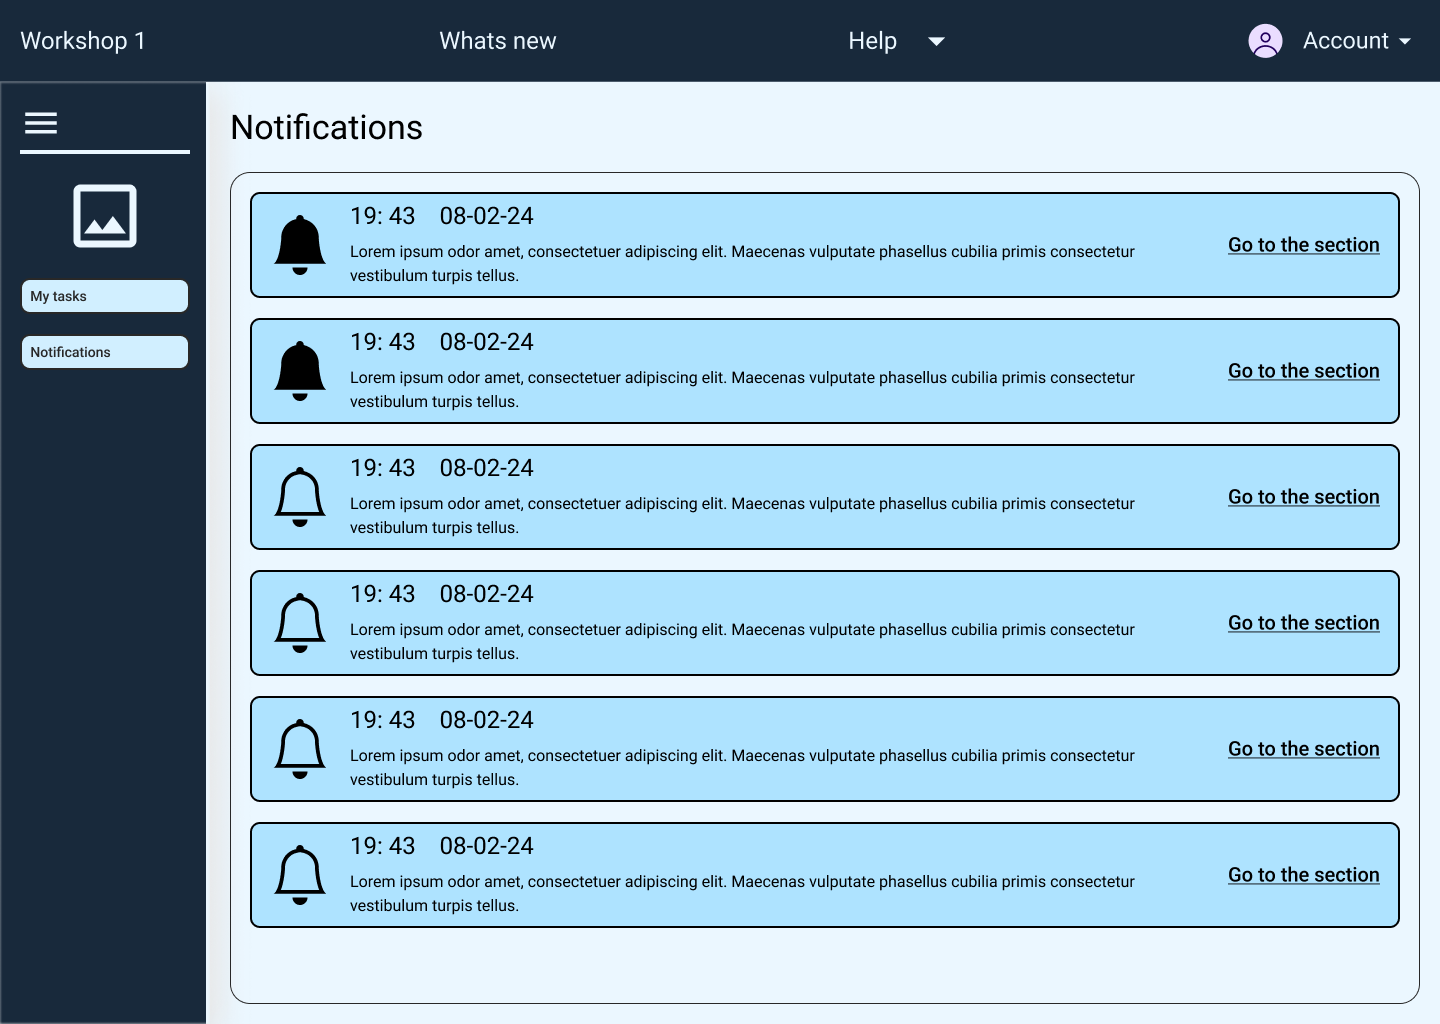 Workshop 1
Whats new
Help
Account
Notifications
My tasks
Notifications
19: 43 08-02-24
Lorem ipsum odor amet, consectetuer adipiscing elit. Maecenas vulputate phasellus cubilia primis consectetur
vestibulum turpis tellus.
Go to the section
19: 43 08-02-24
Lorem ipsum odor amet, consectetuer adipiscing elit. Maecenas vulputate phasellus cubilia primis consectetur
vestibulum turpis tellus.
Go to the section
19: 43 08-02-24
Lorem ipsum odor amet, consectetuer adipiscing elit. Maecenas vulputate phasellus cubilia primis consectetur
vestibulum turpis tellus.
Go to the section
19: 43 08-02-24
Lorem ipsum odor amet, consectetuer adipiscing elit. Maecenas vulputate phasellus cubilia primis consectetur
vestibulum turpis tellus.
Go to the section
19: 43 08-02-24
Lorem ipsum odor amet, consectetuer adipiscing elit. Maecenas vulputate phasellus cubilia primis consectetur
vestibulum turpis tellus.
Go to the section
19: 43 08-02-24
Lorem ipsum odor amet, consectetuer adipiscing elit. Maecenas vulputate phasellus cubilia primis consectetur
vestibulum turpis tellus.
Go to the section